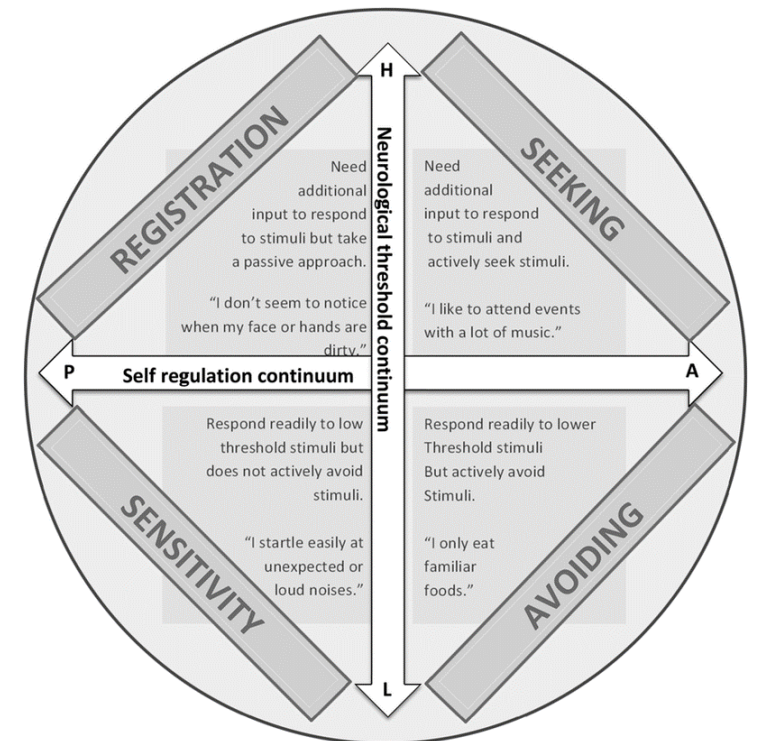 H
REGISTRATION
SEEKING
Neurological threshold continuum
Need
additional
input to respond
to stimuli but take
a passive approach.
“I don’t seem to notice
when my face or hands are
dirty.”
Need
additional
input to respond
to stimuli and
actively seek stimuli.
“I like to attend events
with a lot of music.”
P
Self regulation continuum
A
Respond readily to low
threshold stimuli but
does not actively avoid
stimuli.
“I startle easily at
unexpected or
loud noises.”
Respond readily to lower
Threshold stimuli
But actively avoid
Stimuli.
“I only eat
familiar
foods.”
SENSITIVITY
AVOIDING
L